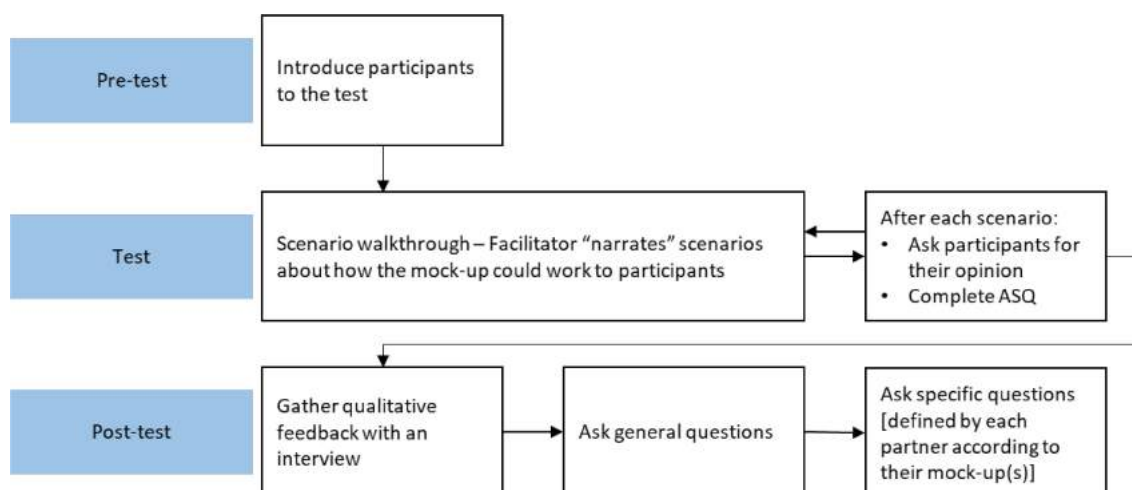 Pre-test
Introduce participants
to the test
Test
Scenario walkthrough – Facilitator “narrates” scenarios
about how the mock-up could work to participants
After each scenario:
• Ask participants for
their opinion
• Complete ASQ
Post-test
Gather qualitative
feedback with an
interview
Ask general questions
Ask specific questions
[defined by each
partner according to
their mock-up(s)]